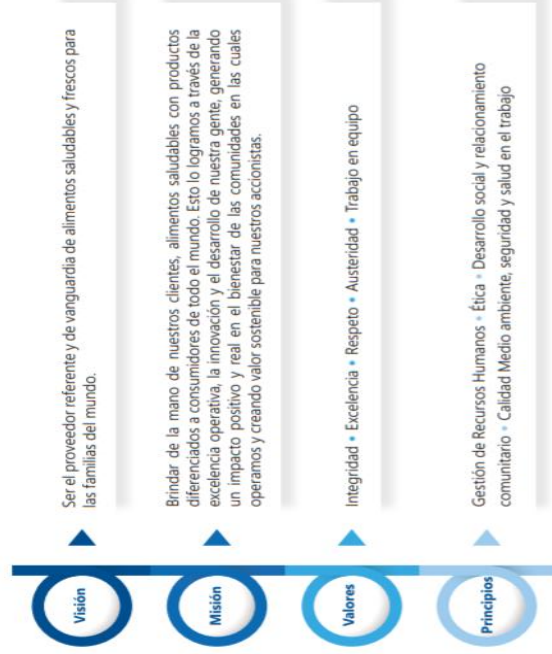 Visión
Ser el proveedor referente y de vanguardia de alimentos saludables y frescos para
las familias del mundo.
Misión
Brindar de la mano de nuestros clientes, alimentos saludables con productos
diferenciados a consumidores de todo el mundo. Esto lo logramos a través de la
excelencia operativa, la innovación y el desarrollo de nuestra gente, generando
un impacto positivo y real en el bienestar de las comunidades en las cuales
operamos y creando valor sostenible para nuestros accionistas.
Valores
Integridad • Excelencia • Respeto • Austeridad • Trabajo en equipo
Principios
Gestión de Recursos Humanos • Ética • Desarrollo social y relacionamiento
comunitario • Calidad Medio ambiente, seguridad y salud en el trabajo